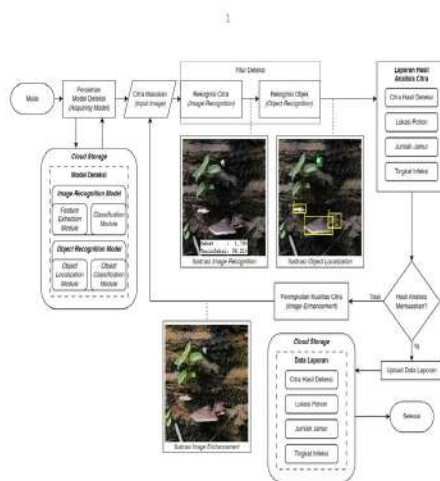 1
Mulai
Perolehan
Model Deteksi
(Acquiring Model)
Citra Masukan
(Input Image)
Fitur Deteksi
Rekognisi Citra
(Image Recognition)
Rekognisi Objek
(Object Recognition)
Laporan Hasil
Analisis Citra
Citra Hasil Deteksi
Lokasi Pohon
Jumlah Jamur
Tingkat Infeksi
Cloud Storage
Model Deteksi
Image Recognition Model
Feature
Extraction
Module
Classification
Module
Object Recognition Model
Object
Localization
Module
Object
Classification
Module
Ilustrasi Image Recognition
Ilustrasi Object Localization
Peningkatan Kualitas Citra
(Image Enhancement)
Tidak
Hasil Analisis
Memuaskan?
Ya
Upload Data Laporan
Cloud Storage
Data Laporan
Citra Hasil Deteksi
Lokasi Pohon
Jumlah Jamur
Tingkat Infeksi
Selesai
Ilustrasi Image Enchancement